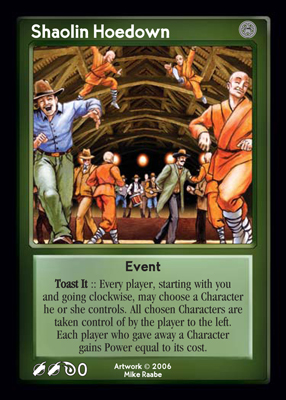 Shaolin Hoedown
Event
Toast It :: Every player, starting with you
and going clockwise, may choose a Character
he or she controls. All chosen Characters are
taken control of by the player to the left.
Each player who gave away a Character
gains Power equal to its cost.
0
Artwork © 2006
Mike Raabe